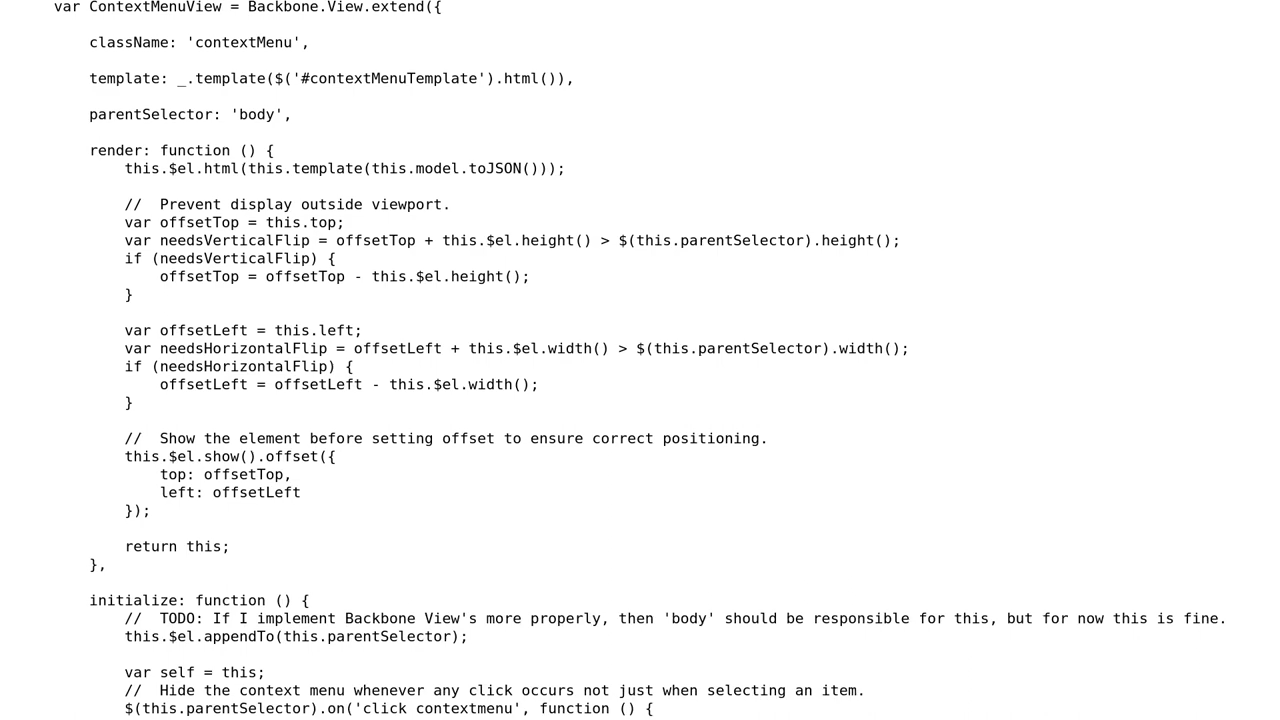 var ContextMenuView = Backbone.View.extend({
className: 'contextMenu',
template: _.template($('#contextMenuTemplate').html()),
parentSelector: 'body',
render: function () {
this.$el.html(this.template(this.model.toJSON()));
//  Prevent display outside viewport.
var offsetTop = this.top;
var needsVerticalFlip = offsetTop + this.$el.height() > $(this.parentSelector).height();
if (needsVerticalFlip) {
offsetTop = offsetTop - this.$el.height();
}
var offsetLeft = this.left;
var needsHorizontalFlip = offsetLeft + this.$el.width() > $(this.parentSelector).width();
if (needsHorizontalFlip) {
offsetLeft = offsetLeft - this.$el.width();
}
//  Show the element before setting offset to ensure correct positioning.
this.$el.show().offset({
top: offsetTop,
left: offsetLeft
});
return this;
},
initialize: function () {
//  TODO: If I implement Backbone View's more properly, then 'body' should be responsible for this, but for now this is fine.
this.$el.appendTo(this.parentSelector);
var self = this;
//  Hide the context menu whenever any click occurs not just when selecting an item.
$(this.parentSelector).on('click contextmenu', function () {